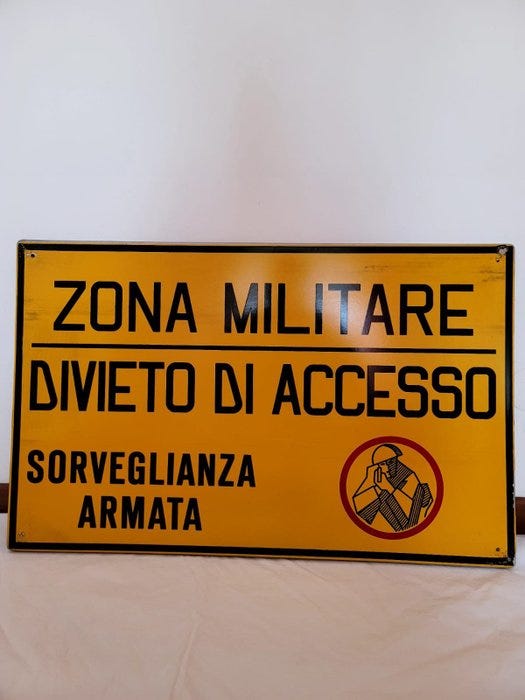 ZONA MILITARE
DIVIETO DI ACCESSO
SORVEGLIANZA
ARMATA